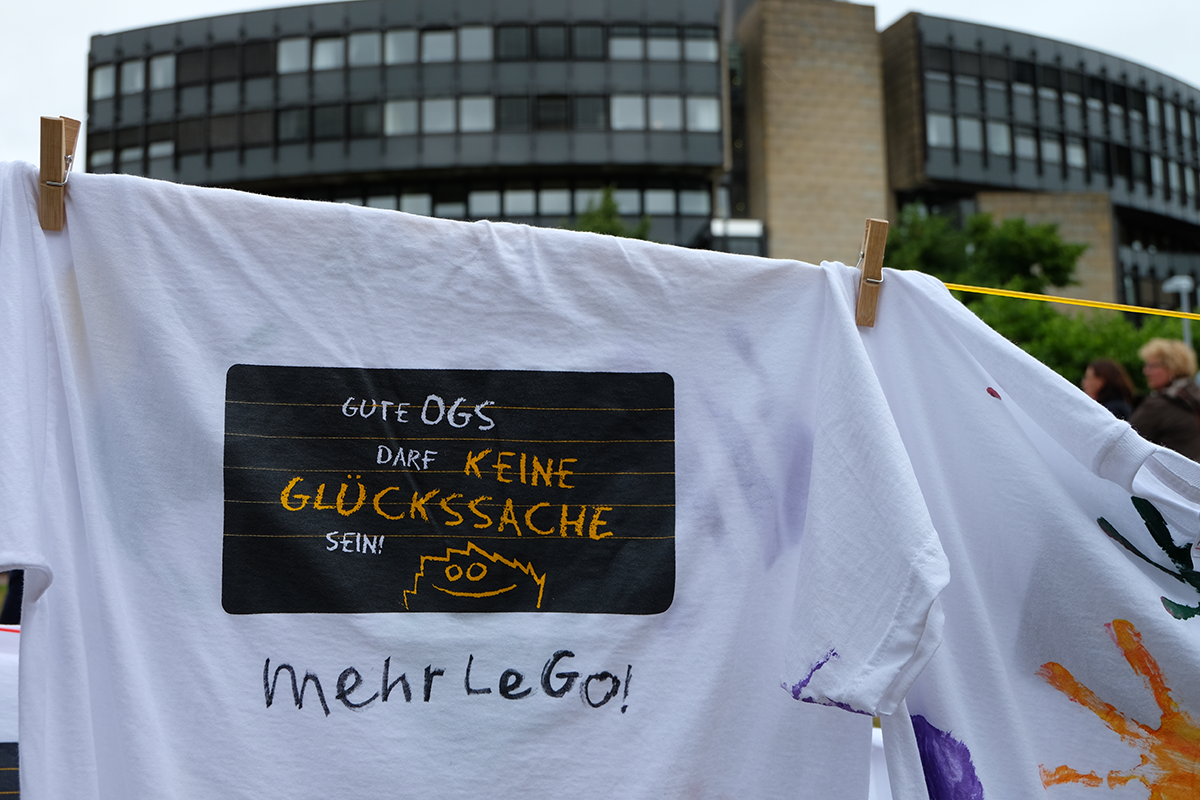 GUTE OGS
DARF KEINE
GLÜCKSSACHE
SEIN!
mehr LeGo!